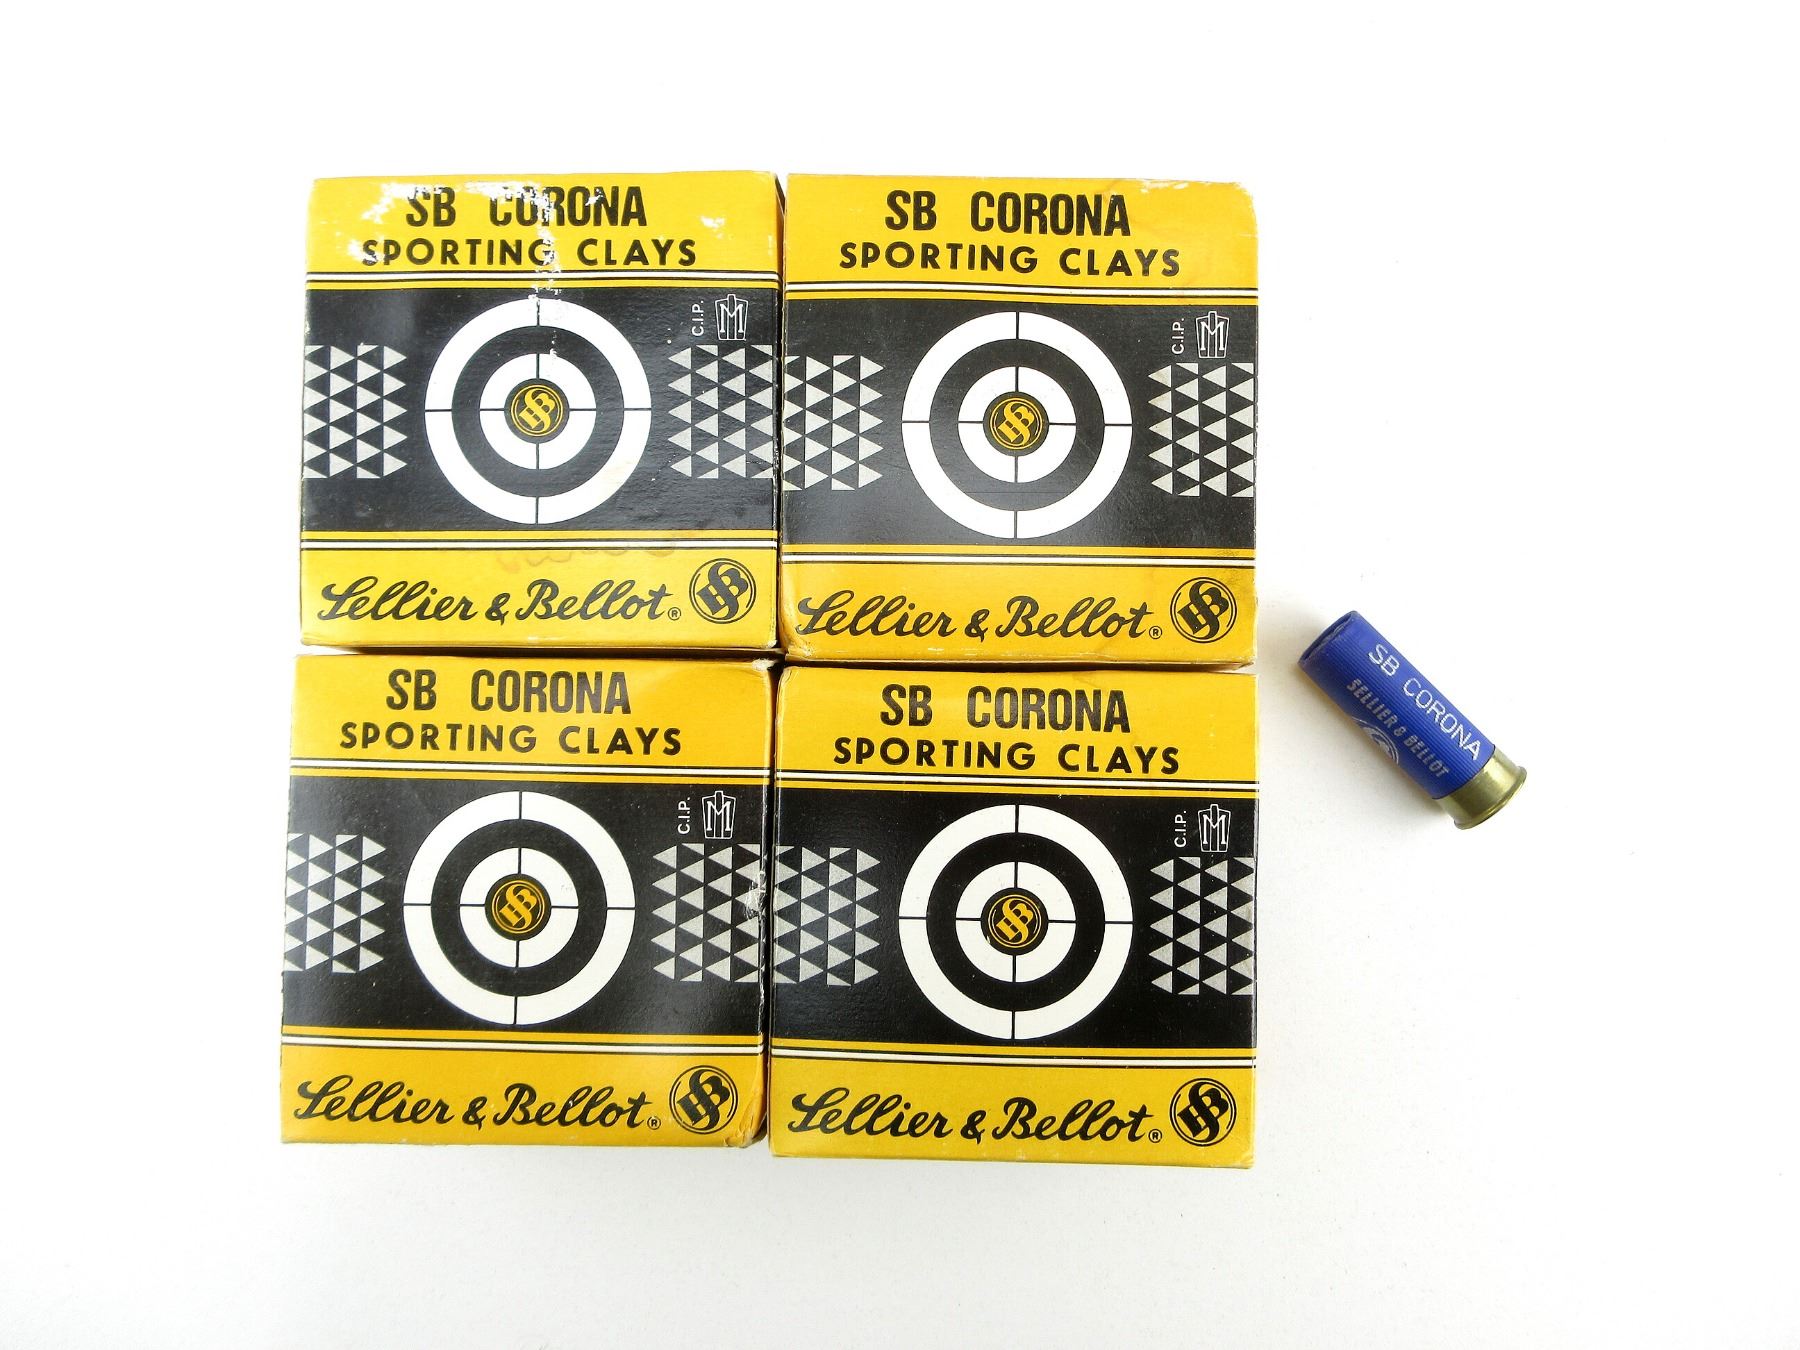 SB CORONA
SPORTING CLAYS
C.I.P.
Sellier & Bellot®
SB CORONA
SPORTING CLAYS
C.I.P.
Sellier & Bellot®
SB CORONA
SPORTING CLAYS
C.I.P.
Sellier & Bellot®
SB CORONA
SPORTING CLAYS
C.I.P.
Sellier & Bellot®
SB CORONA
SELLIER & BELLOT